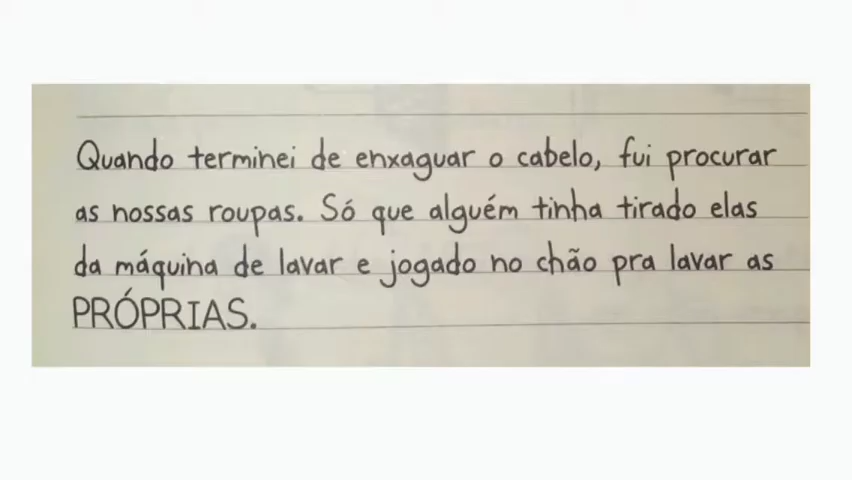 Quando terminei de enxaguar o cabelo, fui procurar
as nossas roupas. Só que alguém tinha tirado elas
da máquina de lavar e jogado no chão pra lavar as
PRÓPRIAS.